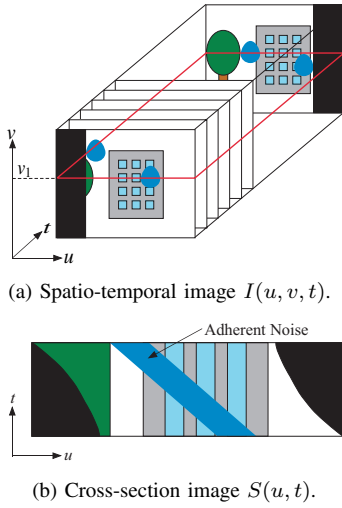 v
v₁
t
u
(a) Spatio-temporal image I(u, v, t).
Adherent Noise
t
u
(b) Cross-section image S(u, t).